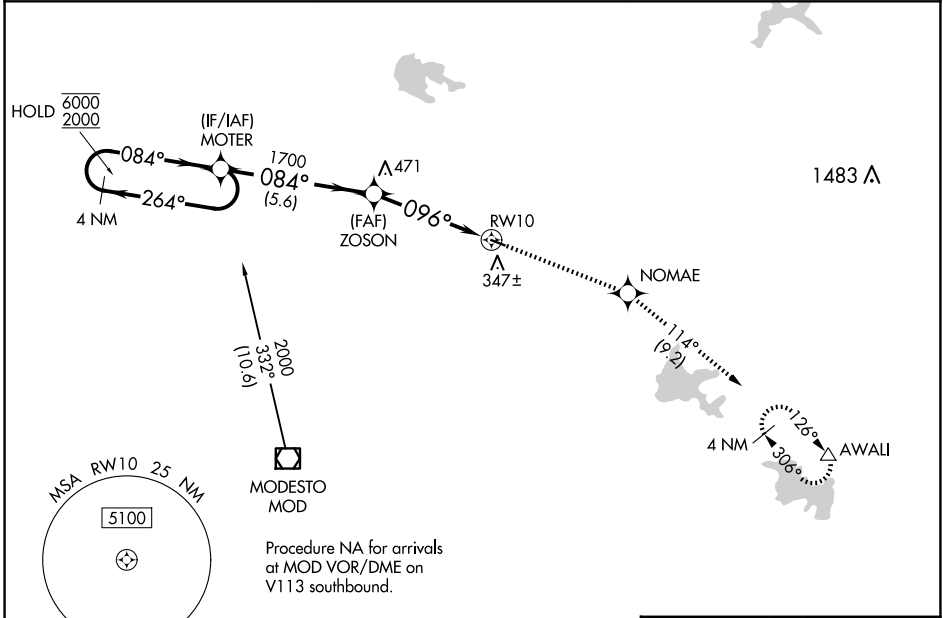 HOLD 6000
2000
(IF/IAF)
MOTER
084°
264°
4 NM
1700
084°
(5.6)
471
(FAF)
ZOSON
096°
RW10
347±
1483
NOMAE
114°
(9.2)
2000
332°
(10.6)
MODESTO
MOD
4 NM
126°
306°
AWALI
MSA RW10 25 NM
5100
Procedure NA for arrivals
at MOD VOR/DME on
V113 southbound.